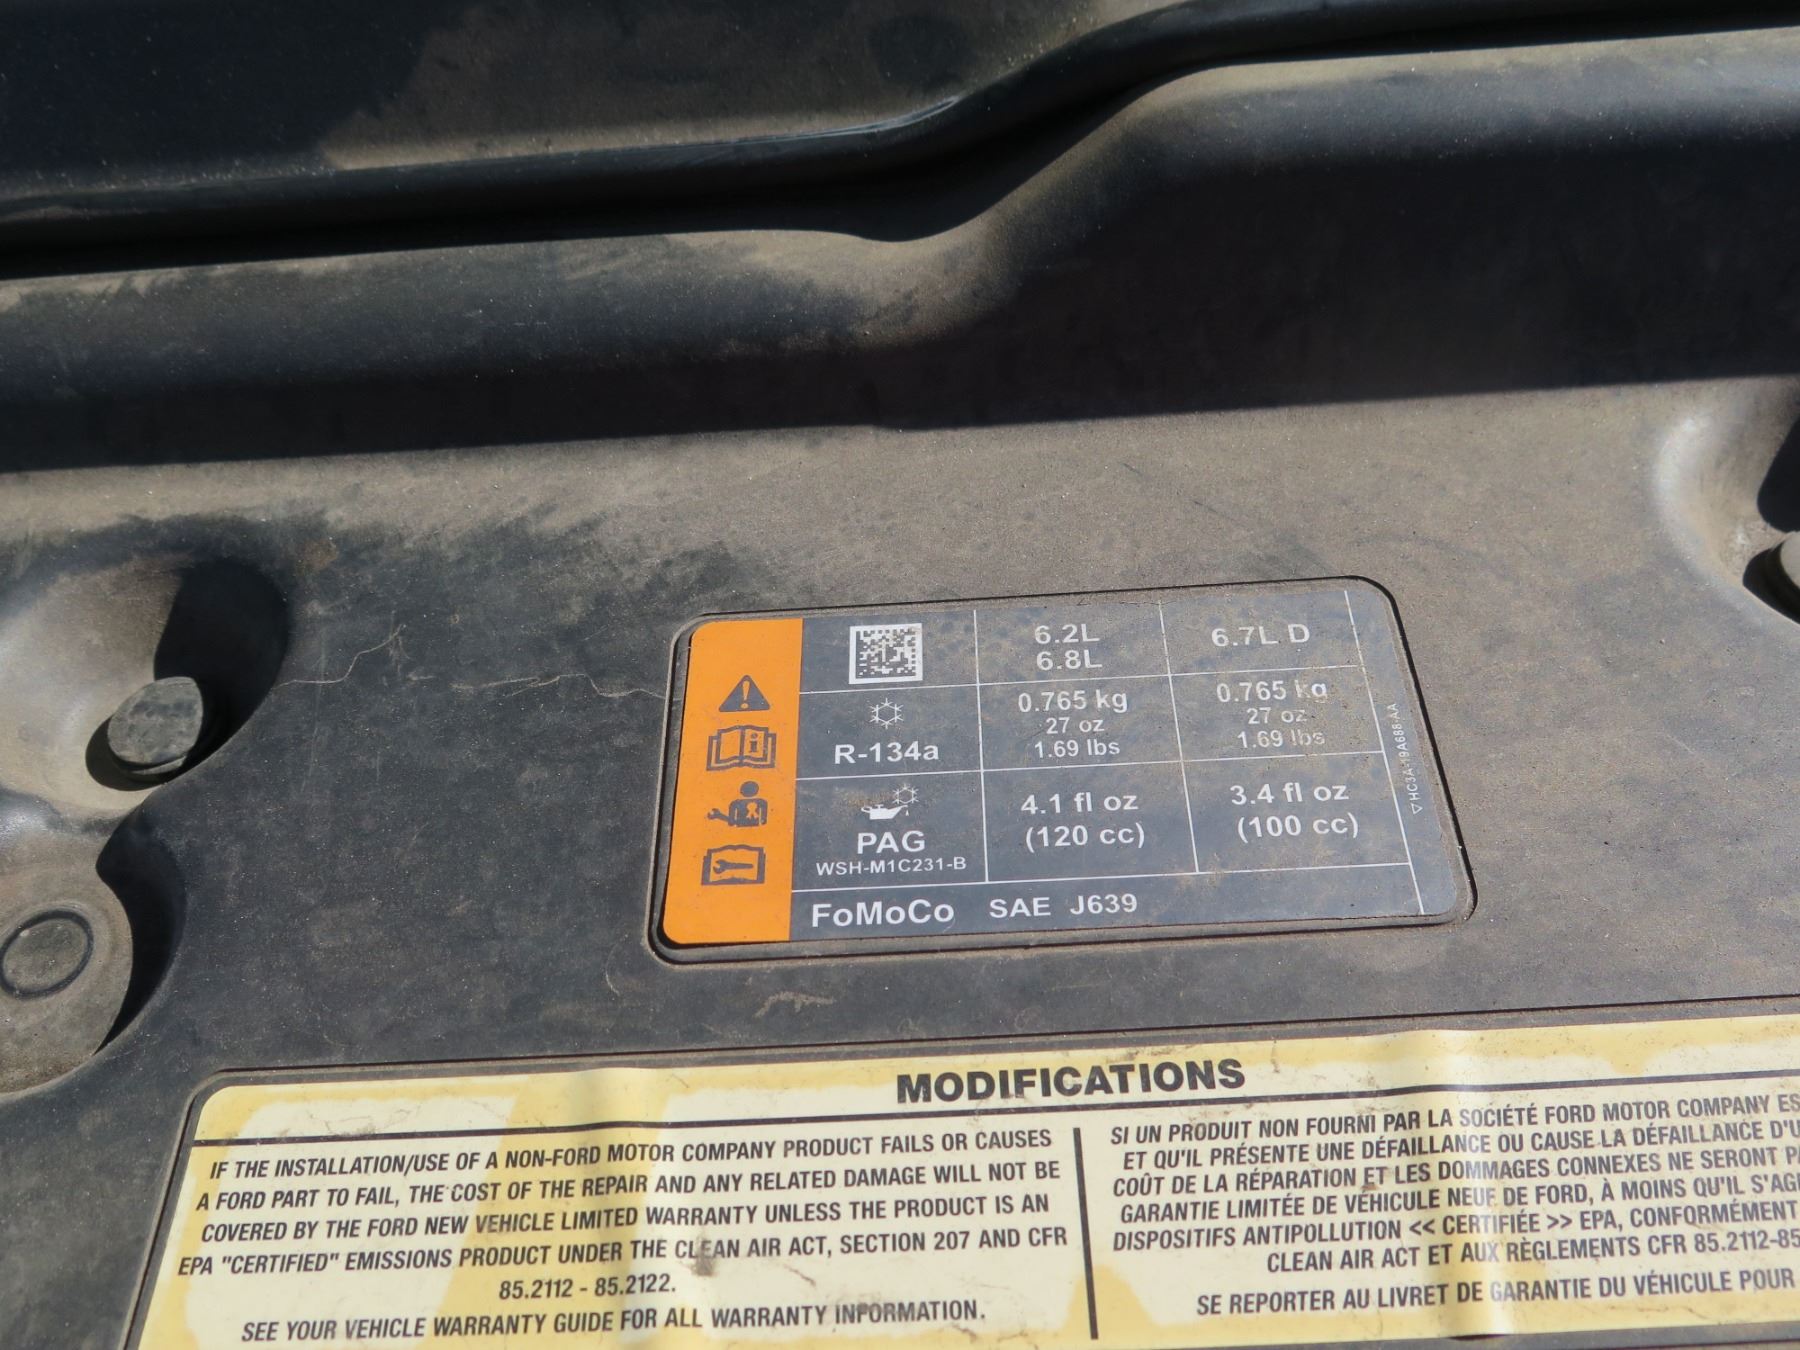 6.2L
6.8L
6.7L D
R-134a
0.765 kg
27 oz
1.69 lbs
0.765 kg
27 oz
1.69 lbs
PAG
WSH-M1C231-B
4.1 fl oz
(120 cc)
3.4 fl oz
(100 cc)
FoMoCo SAE J639
HC3A-19A688-AA
MODIFICATIONS
IF THE INSTALLATION/USE OF A NON-FORD MOTOR COMPANY PRODUCT FAILS OR CAUSES
A FORD PART TO FAIL, THE COST OF THE REPAIR AND ANY RELATED DAMAGE WILL NOT BE
COVERED BY THE FORD NEW VEHICLE LIMITED WARRANTY UNLESS THE PRODUCT IS AN
EPA "CERTIFIED" EMISSIONS PRODUCT UNDER THE CLEAN AIR ACT, SECTION 207 AND CFR
85.2112 - 85.2122.
SEE YOUR VEHICLE WARRANTY GUIDE FOR ALL WARRANTY INFORMATION.
SI UN PRODUIT NON FOURNI PAR LA SOCIÉTÉ FORD MOTOR COMPANY ES
ET QU'IL PRÉSENTE UNE DÉFAILLANCE OU CAUSE LA DÉFAILLANCE D'U
COÛT DE LA RÉPARATION ET LES DOMMAGES CONNEXES NE SERONT PA
GARANTIE LIMITÉE DE VÉHICULE NEUF DE FORD, À MOINS QU'IL S'AGI
DISPOSITIFS ANTIPOLLUTION << CERTIFIÉE >> EPA, CONFORMÉMENT
CLEAN AIR ACT ET AUX RÈGLEMENTS CFR 85.2112-85
SE REPORTER AU LIVRET DE GARANTIE DU VÉHICULE POUR